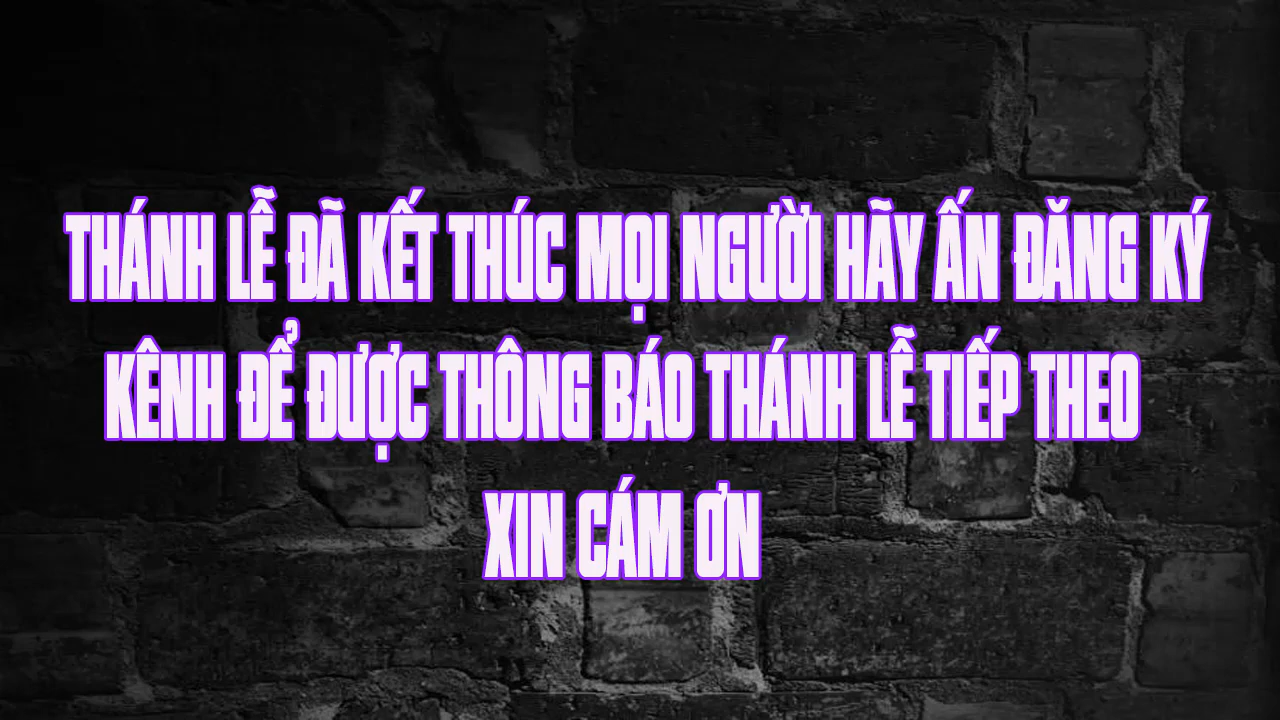 THÁNH LỄ ĐÃ KẾT THÚC MỌI NGƯỜI HÃY ẤN ĐĂNG KÝ
KÊNH ĐỂ ĐƯỢC THÔNG BÁO THÁNH LỄ TIẾP THEO
XIN CÁM ƠN